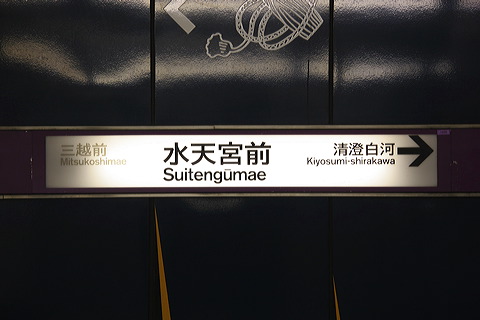 三越前
Mitsukoshimae
水天宮前
Suitengūmae
清澄白河
Kiyosumi-shirakawa